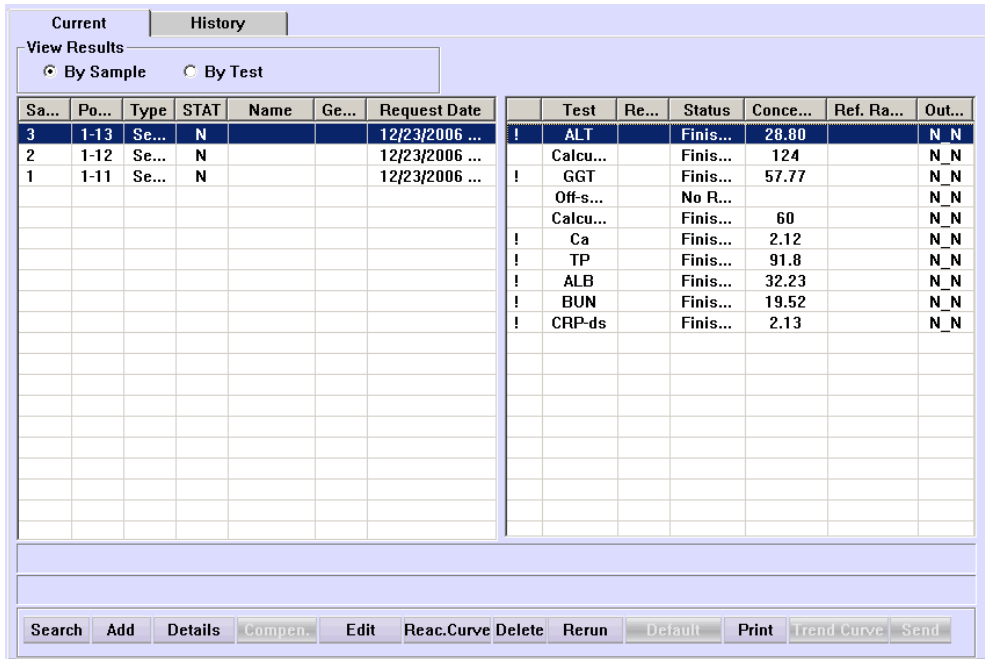 Current History
View Results
By Sample By Test
Sa... Po... Type STAT Name Ge... Request Date
3 1-13 Se... N 12/23/2006 ...
2 1-12 Se... N 12/23/2006 ...
1 1-11 Se... N 12/23/2006 ...
Test Re... Status Conce... Ref. Ra... Out...
! ALT Finis... 28.80 N_N
Calcu... Finis... 124 N_N
! GGT Finis... 57.77 N_N
Off-s... No R... N_N
Calcu... Finis... 60 N_N
! Ca Finis... 2.12 N_N
! TP Finis... 91.8 N_N
! ALB Finis... 32.23 N_N
! BUN Finis... 19.52 N_N
! CRP-ds Finis... 2.13 N_N
Search Add Details Compen. Edit Reac.Curve Delete Rerun Default Print Trend Curve Send